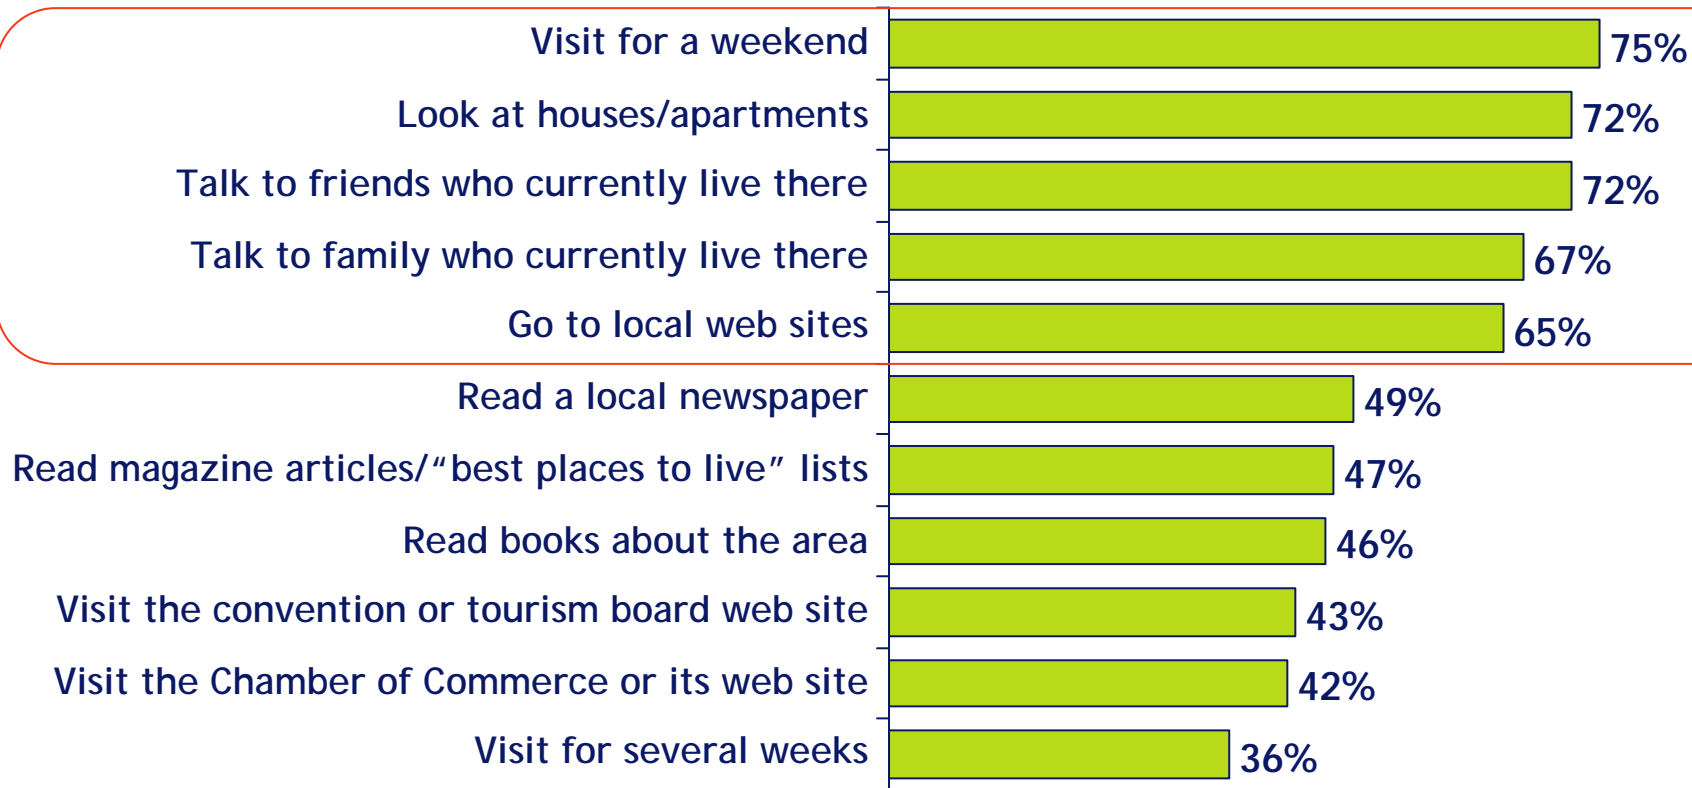 Visit for a weekend 75%
Look at houses/apartments 72%
Talk to friends who currently live there 72%
Talk to family who currently live there 67%
Go to local web sites 65%
Read a local newspaper 49%
Read magazine articles/“best places to live” lists 47%
Read books about the area 46%
Visit the convention or tourism board web site 43%
Visit the Chamber of Commerce or its web site 42%
Visit for several weeks 36%